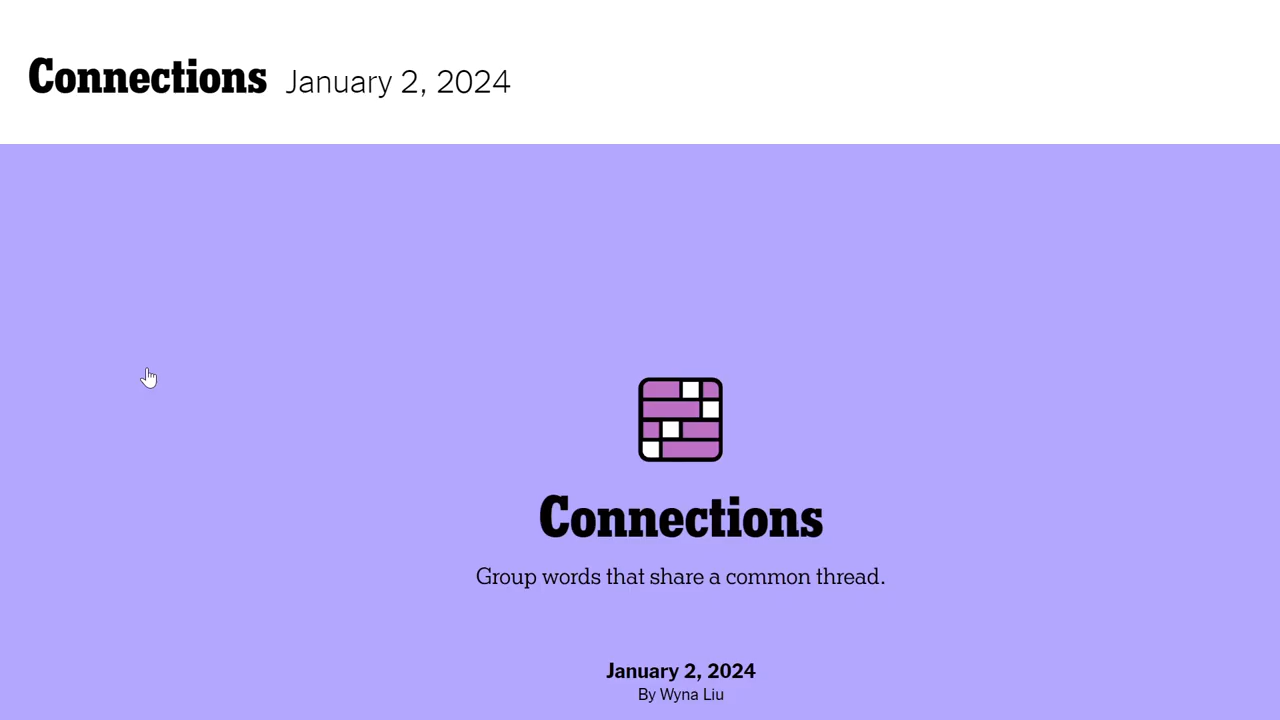 Connections January 2, 2024
Connections
Group words that share a common thread.
January 2, 2024
By Wyna Liu